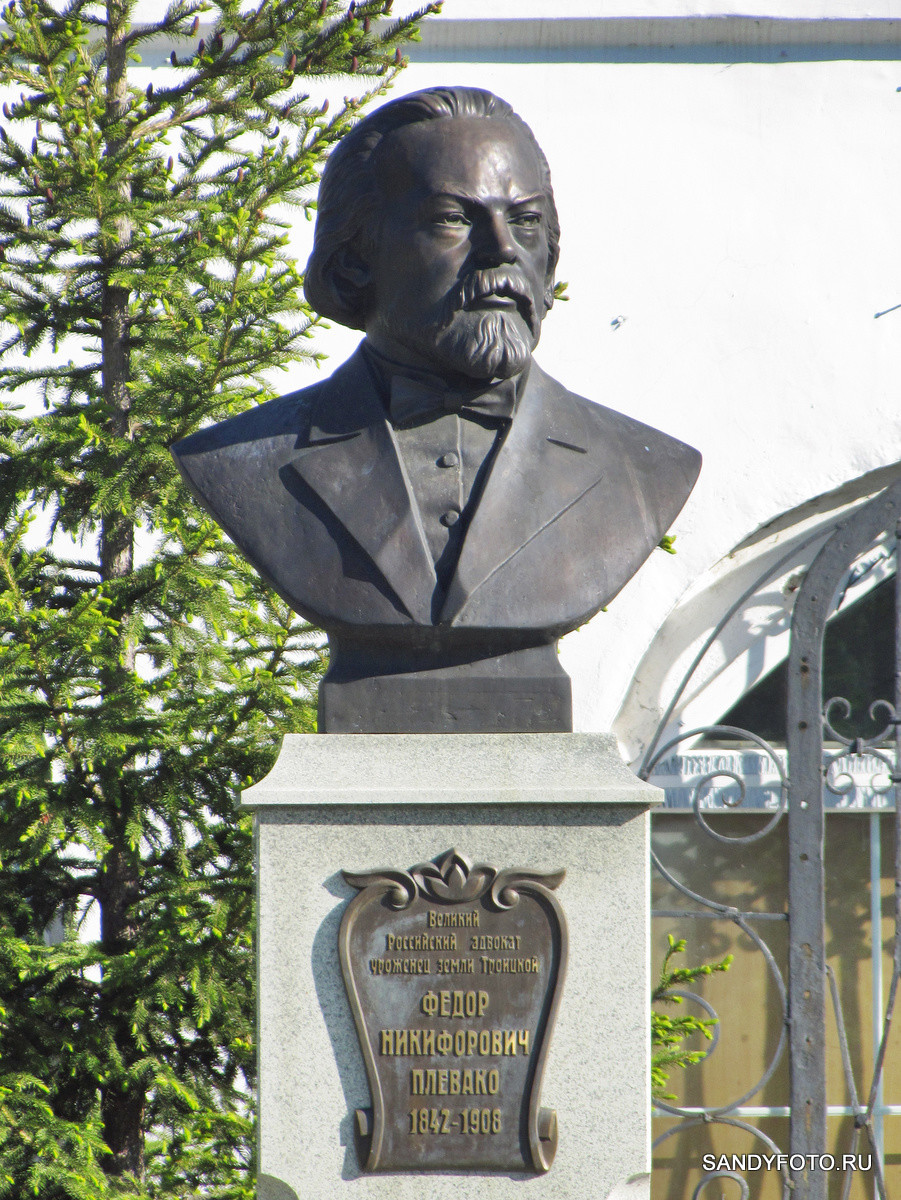 Великий
Российский адвокат
уроженец земли Троицкой
ФЕДОР
НИКИФОРОВИЧ
ПЛЕВАКО
1842-1908
SANDYFOTO.RU